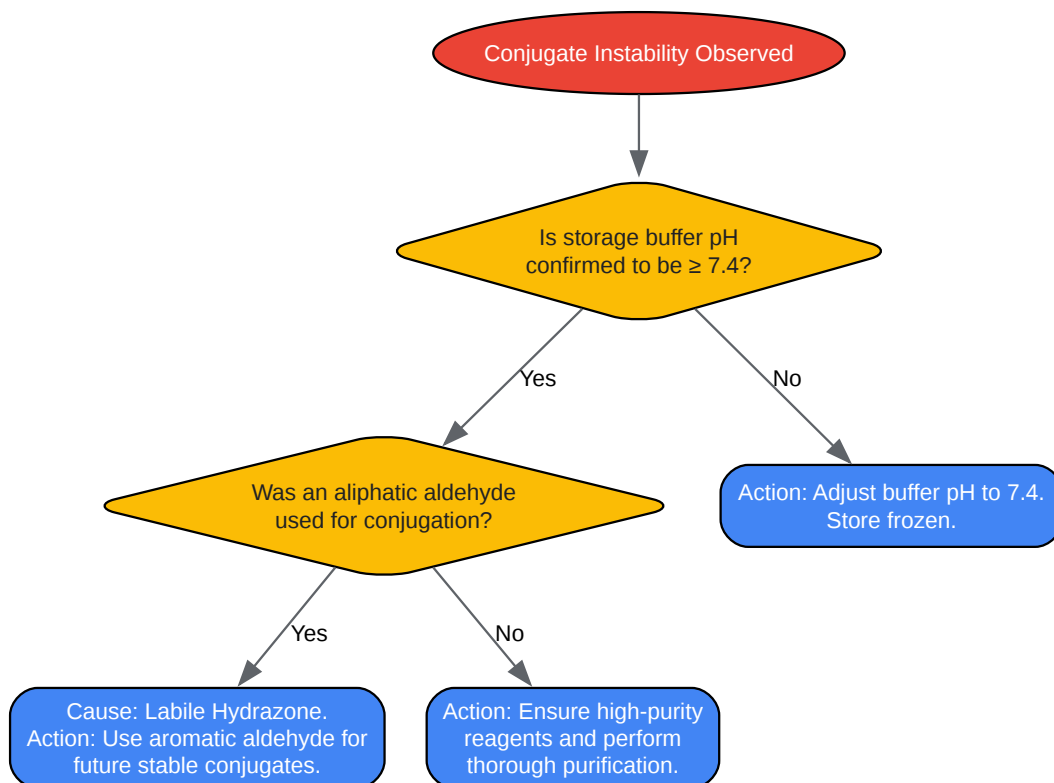 Conjugate Instability Observed
Is storage buffer pH
confirmed to be ≥ 7.4?
Yes
No
Was an aliphatic aldehyde
used for conjugation?
Action: Adjust buffer pH to 7.4.
Store frozen.
Yes
No
Cause: Labile Hydrazone.
Action: Use aromatic aldehyde for
future stable conjugates.
Action: Ensure high-purity
reagents and perform
thorough purification.